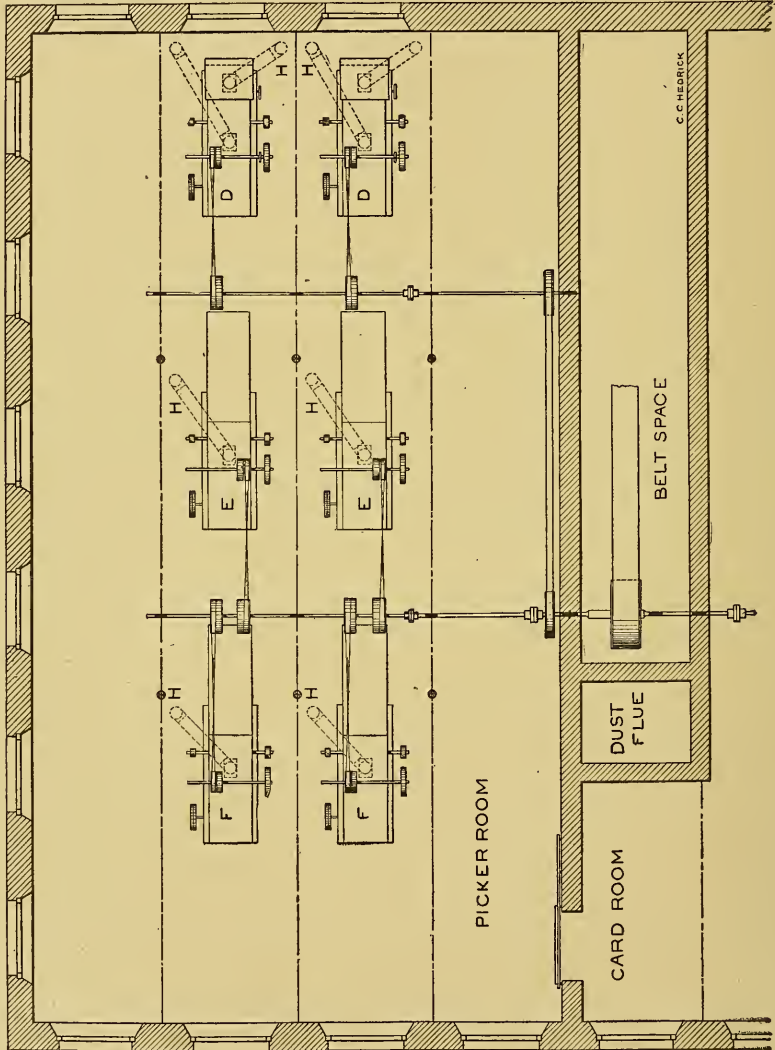 H
H
F
E
D
H
H
H
H
F
E
D
PICKER ROOM
CARD ROOM
DUST
FLUE
BELT SPACE
C.C HEDRICK